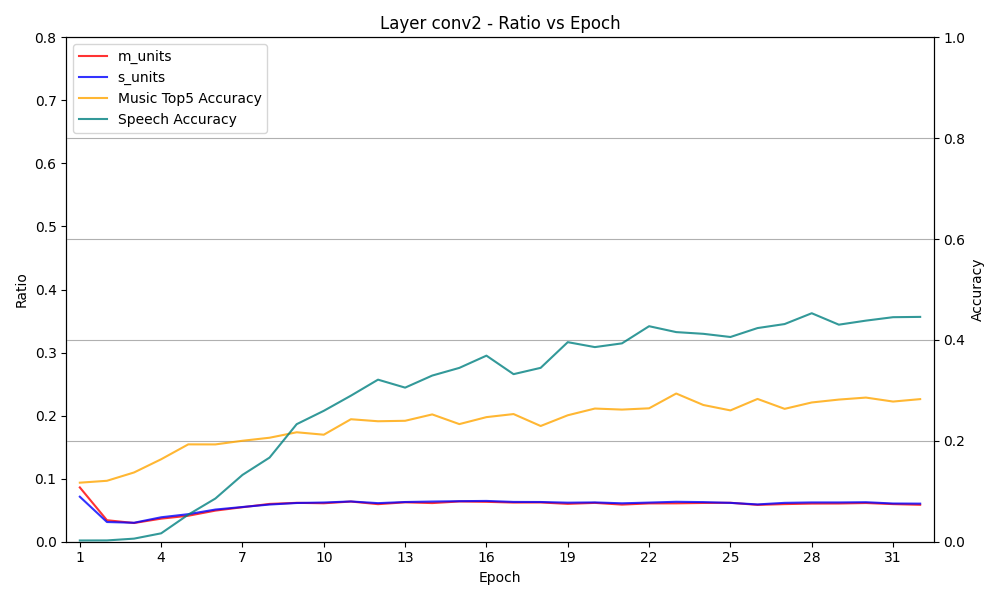 Layer conv2 - Ratio vs Epoch
m_units
s_units
Music Top5 Accuracy
Speech Accuracy
Ratio
0.8
0.7
0.6
0.5
0.4
0.3
0.2
0.1
0.0
1.0
0.8
0.6
0.4
0.2
0.0
Accuracy
1 4 7 10 13 16 19 22 25 28 31
Epoch